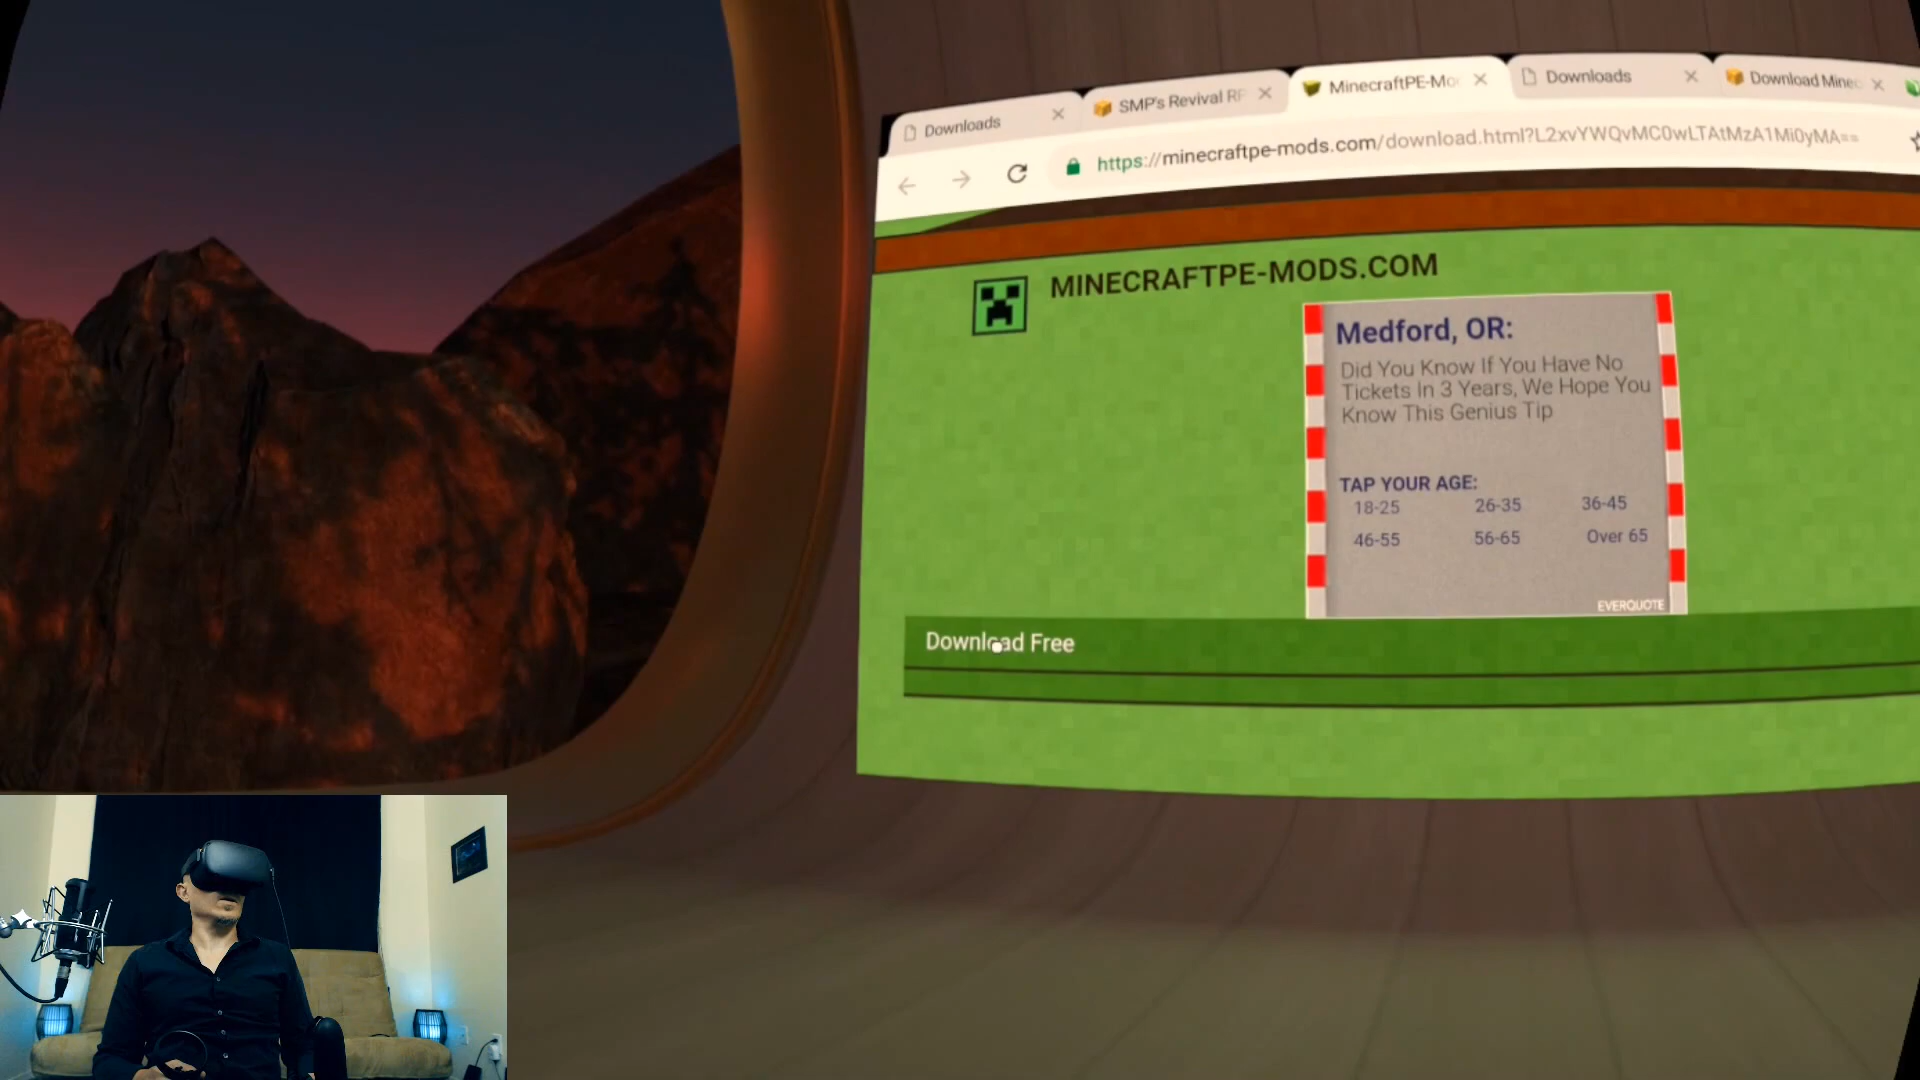 Downloads
SMP's Revival RP
MinecraftPE-Mo
Downloads
Download Minec
https://minecraftpe-mods.com/download.html?L2xvYWQvMC0wLTAtMzA1Mi0yMA==
MINECRAFTPE-MODS.COM
Medford, OR:
Did You Know If You Have No
Tickets In 3 Years, We Hope You
Know This Genius Tip
TAP YOUR AGE:
18-25 26-35 36-45
46-55 56-65 Over 65
EVERQUOTE
Download Free